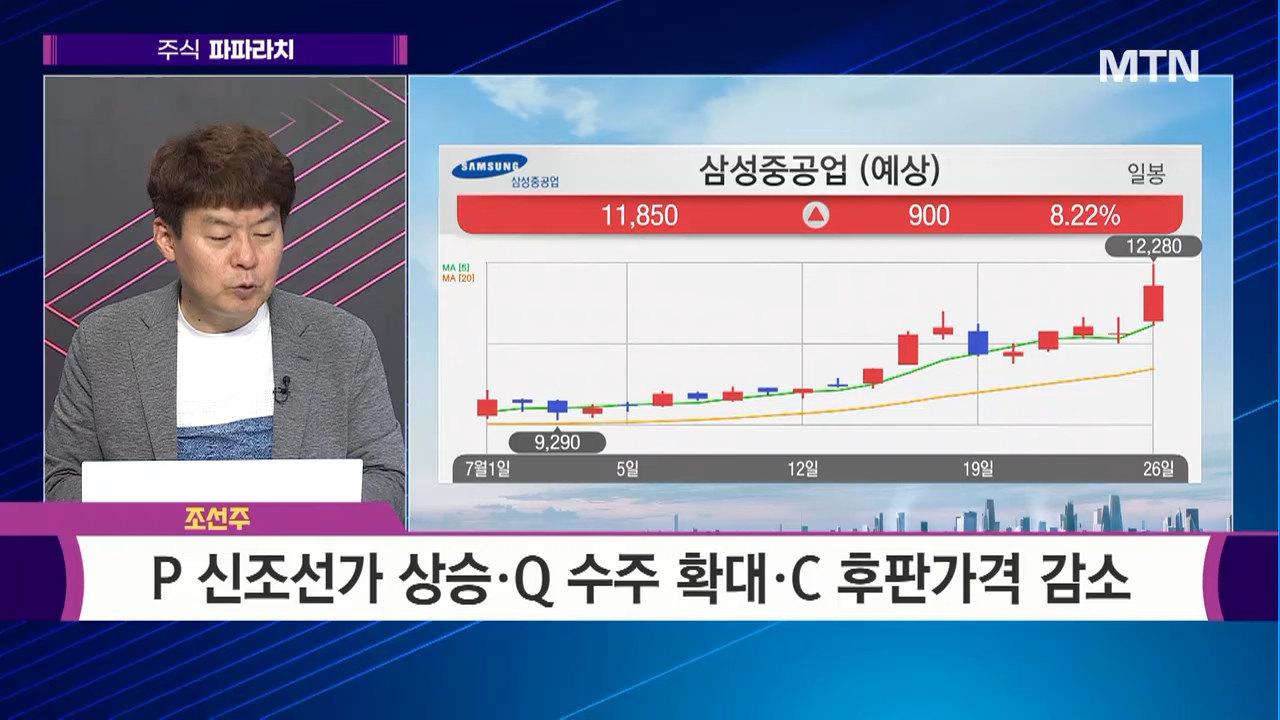 주식 파파라치
MTN
SAMSUNG
삼성중공업
삼성중공업 (예상)
일봉
11,850 ▲ 900 8.22%
12,280
MA [5]
MA [20]
9,290
7월1일 5일 12일 19일 26일
조선주
P 신조선가 상승·Q 수주 확대·C 후판가격 감소